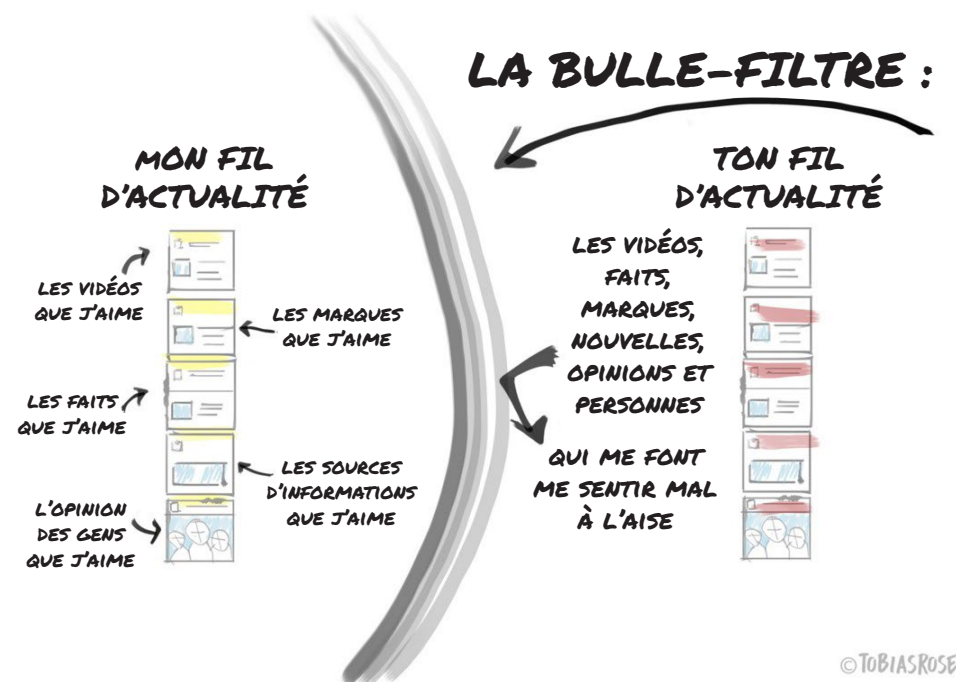 LA BULLE-FILTRE :
MON FIL
D'ACTUALITÉ
LES VIDÉOS
QUE J'AIME
LES MARQUES
QUE J'AIME
LES FAITS
QUE J'AIME
LES SOURCES
D'INFORMATIONS
QUE J'AIME
L'OPINION
DES GENS
QUE J'AIME
TON FIL
D'ACTUALITÉ
LES VIDÉOS,
FAITS,
MARQUES,
NOUVELLES,
OPINIONS ET
PERSONNES
QUI ME FONT
ME SENTIR MAL
À L'AISE
©TOBIASROSE